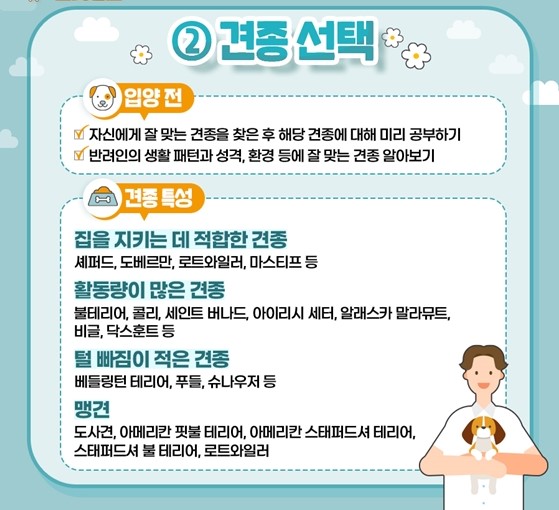 ② 견종 선택
입양 전
자신에게 잘 맞는 견종을 찾은 후 해당 견종에 대해 미리 공부하기
반려인의 생활 패턴과 성격, 환경 등에 잘 맞는 견종 알아보기
견종 특성
집을 지키는 데 적합한 견종
셰퍼드, 도베르만, 로트와일러, 마스티프 등
활동량이 많은 견종
불테리어, 콜리, 세인트 버나드, 아이리시 세터, 알래스카 말라뮤트,
비글, 닥스훈트 등
털 빠짐이 적은 견종
베들링턴 테리어, 푸들, 슈나우저 등
맹견
도사견, 아메리칸 핏불 테리어, 아메리칸 스태퍼드셔 테리어,
스태퍼드셔 불 테리어, 로트와일러